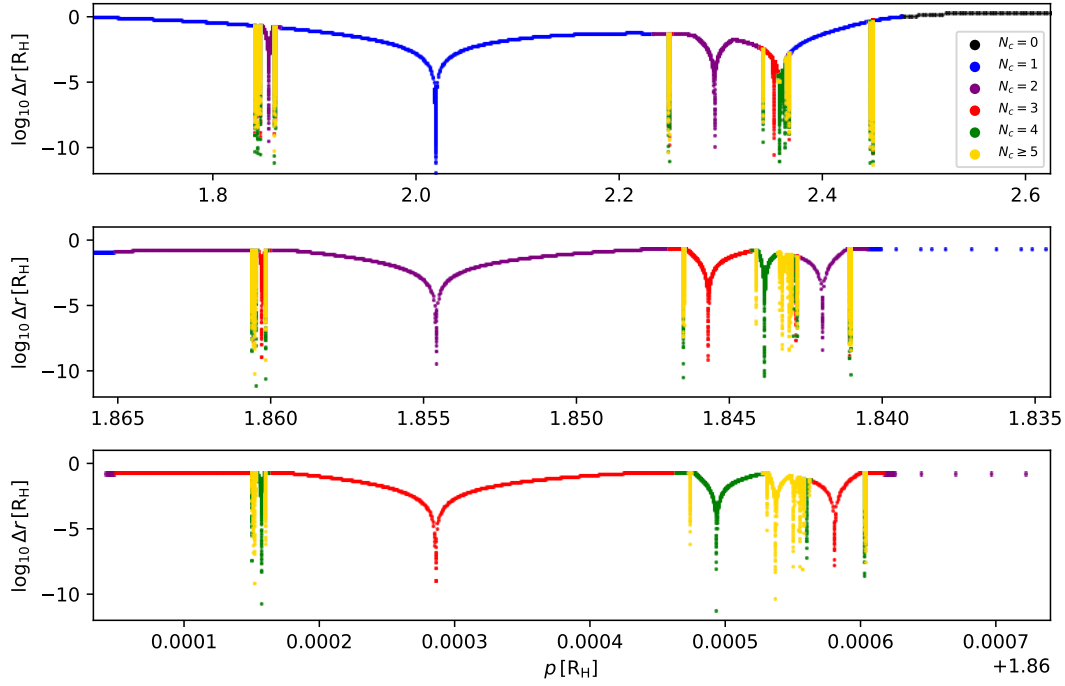 0
−5
−10
log₁₀ Δr [R_H]
1.8
2.0
2.2
2.4
2.6
N_c = 0
N_c = 1
N_c = 2
N_c = 3
N_c = 4
N_c ≥ 5
0
−5
−10
log₁₀ Δr [R_H]
1.865
1.860
1.855
1.850
1.845
1.840
1.835
0
−5
−10
log₁₀ Δr [R_H]
0.0001
0.0002
0.0003
0.0004
0.0005
0.0006
0.0007
p [R_H]
+1.86